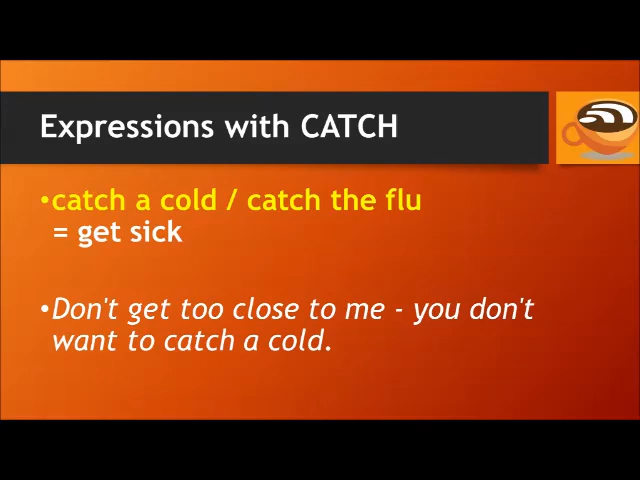 Expressions with CATCH
•catch a cold / catch the flu
= get sick
•Don't get too close to me - you don't
want to catch a cold.